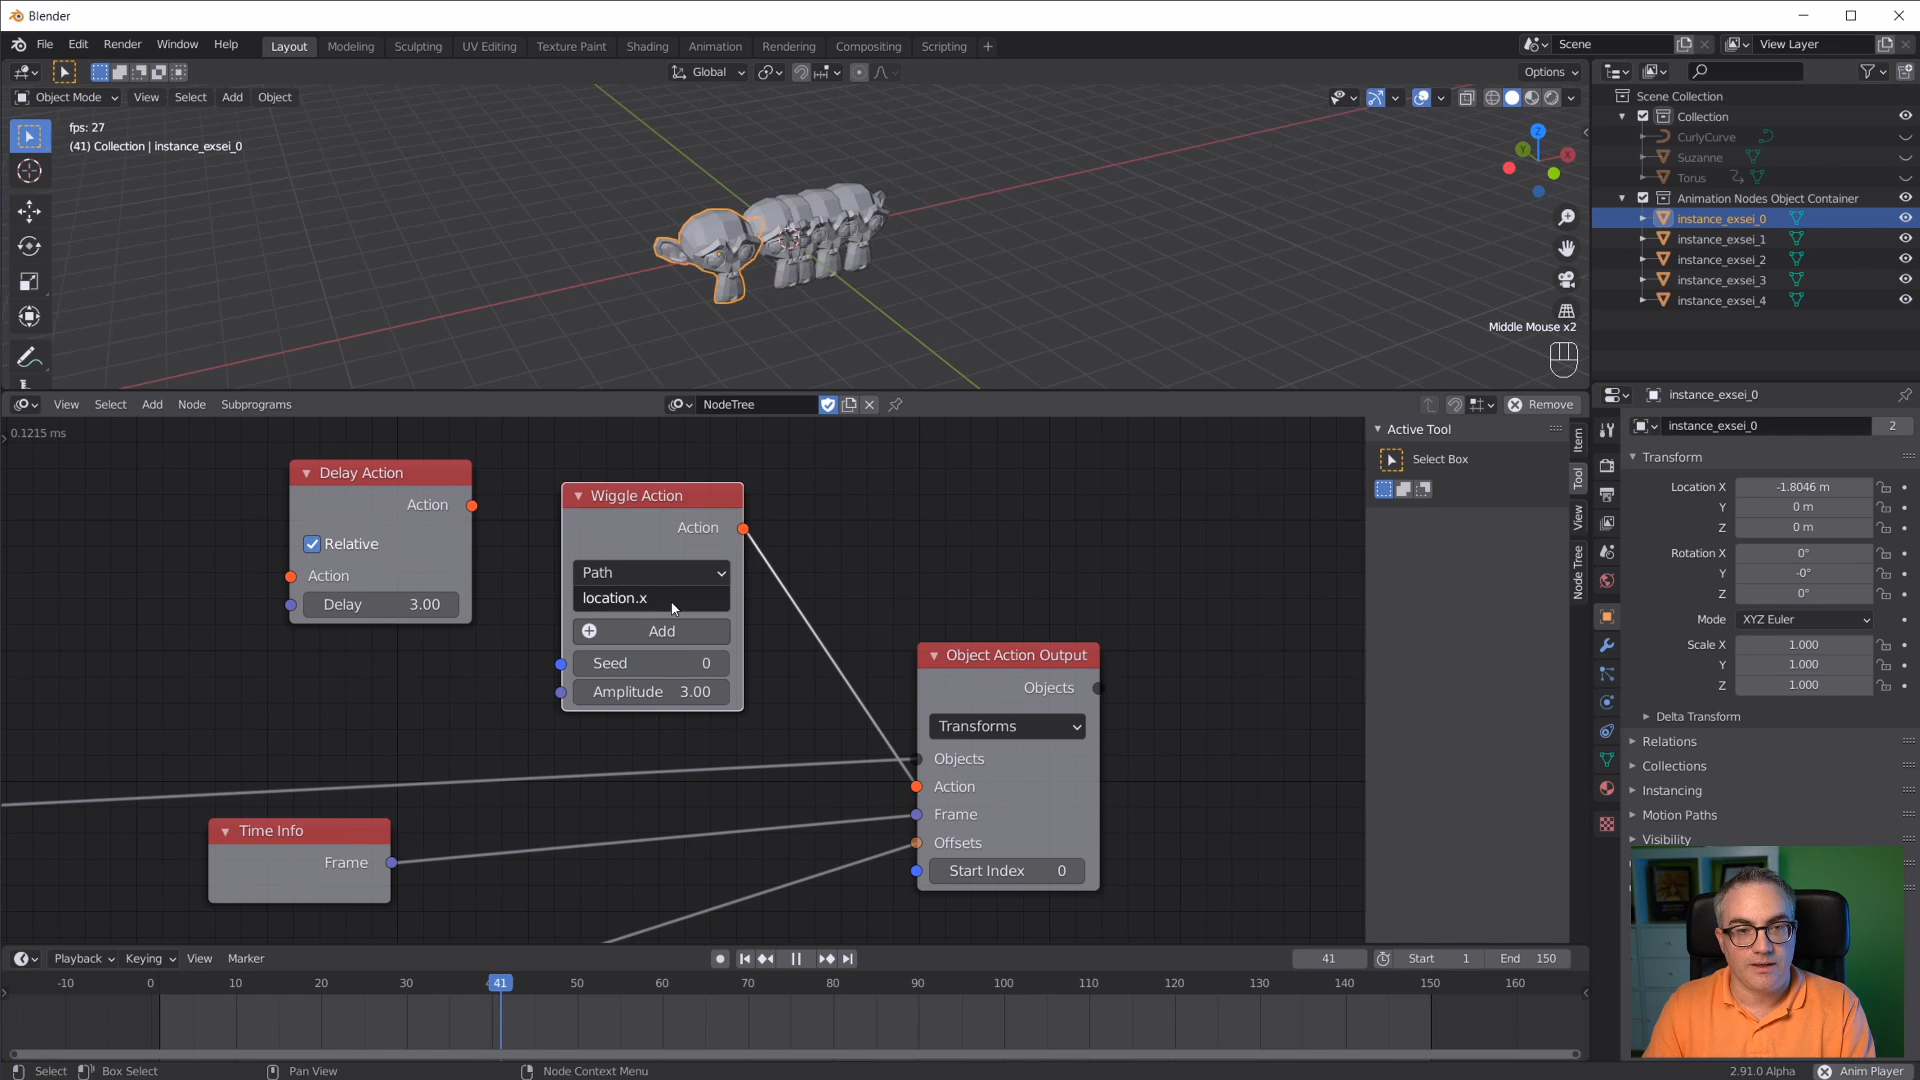 Blender
File Edit Render Window Help
Layout Modeling Sculpting UV Editing Texture Paint Shading Animation Rendering Compositing Scripting +
Scene
View Layer
Global
Options
Object Mode View Select Add Object
fps: 27
(41) Collection | instance_exsei_0
Z
Y
X
Middle Mouse x2
Scene Collection
Collection
CurlyCurve
Suzanne
Torus
Animation Nodes Object Container
instance_exsei_0
instance_exsei_1
instance_exsei_2
instance_exsei_3
instance_exsei_4
View Select Add Node Subprograms
NodeTree
Remove
0.1215 ms
Delay Action
Action
Relative
Action
Delay 3.00
Wiggle Action
Action
Path
location.x
Add
Seed 0
Amplitude 3.00
Object Action Output
Objects
Transforms
Objects
Action
Frame
Offsets
Start Index 0
Time Info
Frame
Active Tool
Select Box
Item
Tool
View
Node Tree
instance_exsei_0
instance_exsei_0 2
Transform
Location X -1.8046 m
Y 0 m
Z 0 m
Rotation X 0°
Y -0°
Z 0°
Mode XYZ Euler
Scale X 1.000
Y 1.000
Z 1.000
Delta Transform
Relations
Collections
Instancing
Motion Paths
Visibility
Playback Keying View Marker
41 Start 1 End 150
-10 0 10 20 30 41 50 60 70 80 90 100 110 120 130 140 150 160
Select Box Select Pan View Node Context Menu 2.91.0 Alpha Anim Player